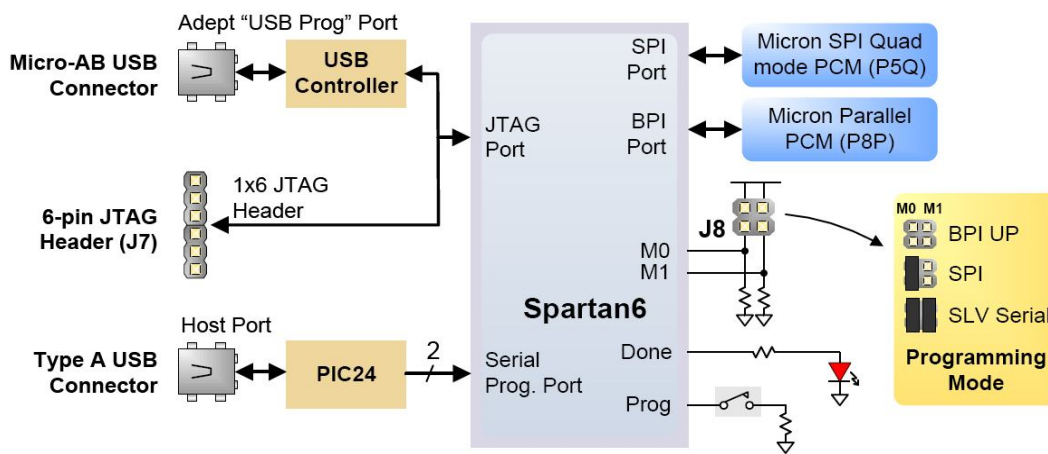 Adept “USB Prog” Port
Micro-AB USB
Connector
USB
Controller
SPI
Port
Micron SPI Quad
mode PCM (P5Q)
JTAG
Port
BPI
Port
Micron Parallel
PCM (P8P)
1x6 JTAG
Header
6-pin JTAG
Header (J7)
J8
M0
M1
M0 M1
BPI UP
SPI
SLV Serial
Programming
Mode
Spartan6
Host Port
Type A USB
Connector
PIC24
2
Serial
Prog. Port
Done
Prog